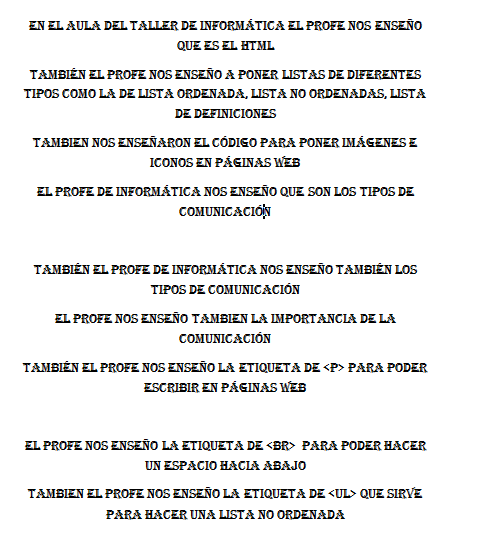 EN EL AULA DEL TALLER DE INFORMÁTICA EL PROFE NOS ENSEÑO
QUE ES EL HTML
TAMBIÉN EL PROFE NOS ENSEÑO A PONER LISTAS DE DIFERENTES
TIPOS COMO LA DE LISTA ORDENADA, LISTA NO ORDENADAS, LISTA
DE DEFINICIONES
TAMBIEN NOS ENSEÑARON EL CÓDIGO PARA PONER IMÁGENES E
ICONOS EN PÁGINAS WEB
EL PROFE DE INFORMÁTICA NOS ENSEÑO QUE SON LOS TIPOS DE
COMUNICACIÓN
TAMBIÉN EL PROFE DE INFORMÁTICA NOS ENSEÑO TAMBIÉN LOS
TIPOS DE COMUNICACIÓN
EL PROFE NOS ENSEÑO TAMBIEN LA IMPORTANCIA DE LA
COMUNICACIÓN
TAMBIÉN EL PROFE NOS ENSEÑO LA ETIQUETA DE <P> PARA PODER
ESCRIBIR EN PÁGINAS WEB
EL PROFE NOS ENSEÑO LA ETIQUETA DE <BR> PARA PODER HACER
UN ESPACIO HACIA ABAJO
TAMBIEN EL PROFE NOS ENSEÑO LA ETIQUETA DE <UL> QUE SIRVE
PARA HACER UNA LISTA NO ORDENADA